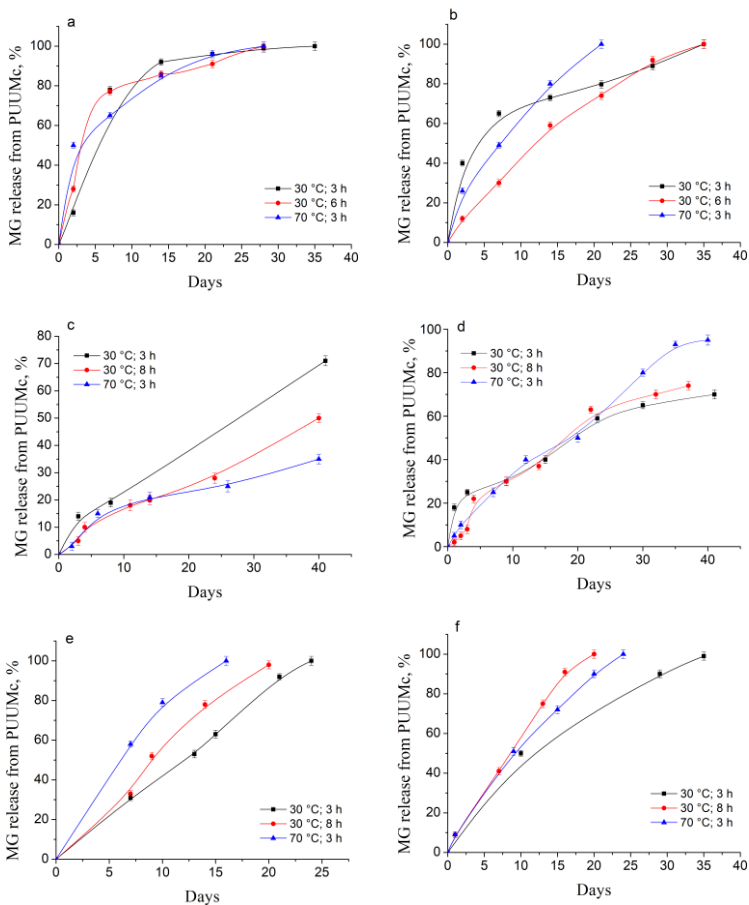 a
MG release from PUUMc, %
100
80
60
40
20
0
30 °C; 3 h
30 °C; 6 h
70 °C; 3 h
0 5 10 15 20 25 30 35 40
Days
b
MG release from PUUMc, %
100
80
60
40
20
0
30 °C; 3 h
30 °C; 6 h
70 °C; 3 h
0 5 10 15 20 25 30 35 40
Days
c
MG release from PUUMc, %
80
70
60
50
40
30
20
10
0
30 °C; 3 h
30 °C; 8 h
70 °C; 3 h
0 10 20 30 40
Days
d
MG release from PUUMc, %
100
80
60
40
20
0
30 °C; 3 h
30 °C; 8 h
70 °C; 3 h
0 10 20 30 40
Days
e
MG release from PUUMc, %
100
80
60
40
20
0
30 °C; 3 h
30 °C; 8 h
70 °C; 3 h
0 5 10 15 20 25
Days
f
MG release from PUUMc, %
100
80
60
40
20
0
30 °C; 3 h
30 °C; 8 h
70 °C; 3 h
0 5 10 15 20 25 30 35 40
Days